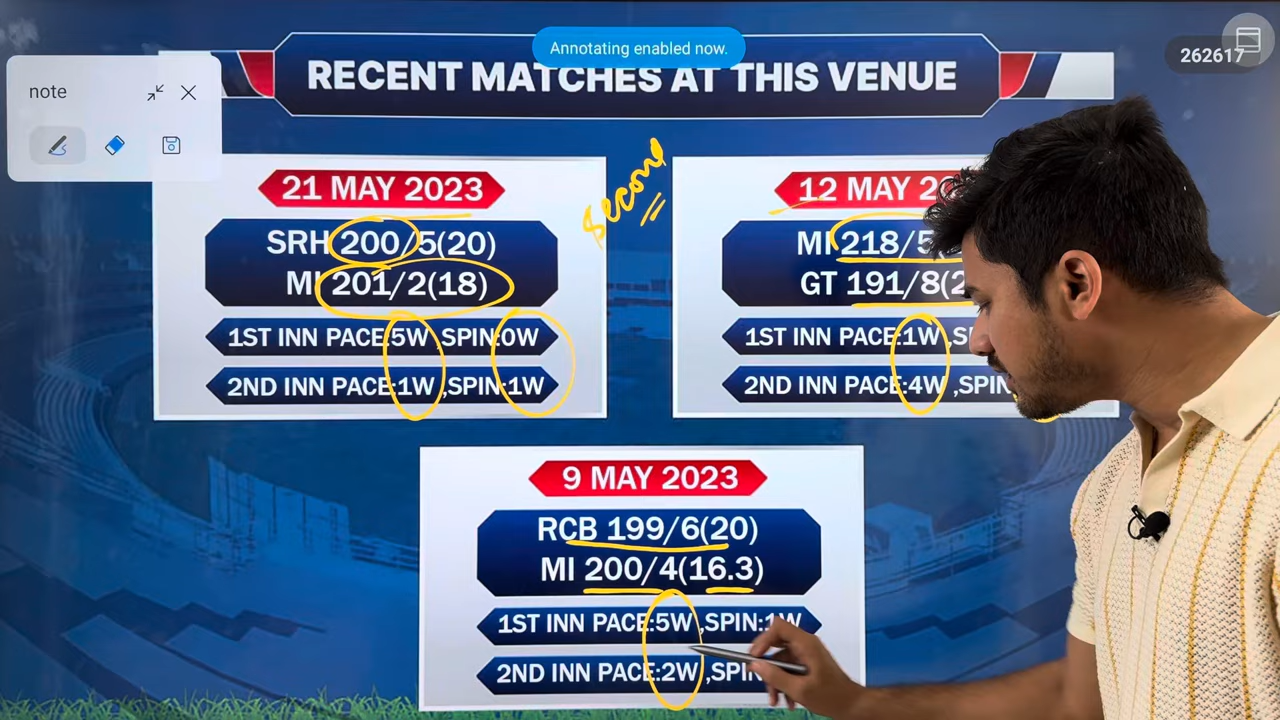 Annotating enabled now.
262617
RECENT MATCHES AT THIS VENUE
note
second
21 MAY 2023
SRH 200/5(20)
MI 201/2(18)
1ST INN PACE:5W ,SPIN:0W
2ND INN PACE:1W ,SPIN:1W
12 MAY
MI 218/5
GT 191/8(2
1ST INN PACE:1W
2ND INN PACE:4W ,SPIN
9 MAY 2023
RCB 199/6(20)
MI 200/4(16.3)
1ST INN PACE:5W ,SPIN:1W
2ND INN PACE:2W ,SPIN